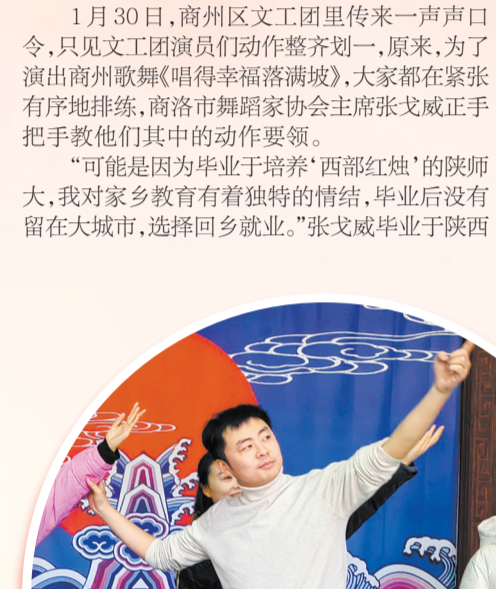 1月30日，商州区文工团里传来一声声口
令，只见文工团演员们动作整齐划一，原来，为了
演出商州歌舞《唱得幸福落满坡》，大家都在紧张
有序地排练，商洛市舞蹈家协会主席张戈威正手
把手教他们其中的动作要领。
“可能是因为毕业于培养‘西部红烛’的陕师
大，我对家乡教育有着独特的情结，毕业后没有
留在大城市，选择回乡就业。”张戈威毕业于陕西